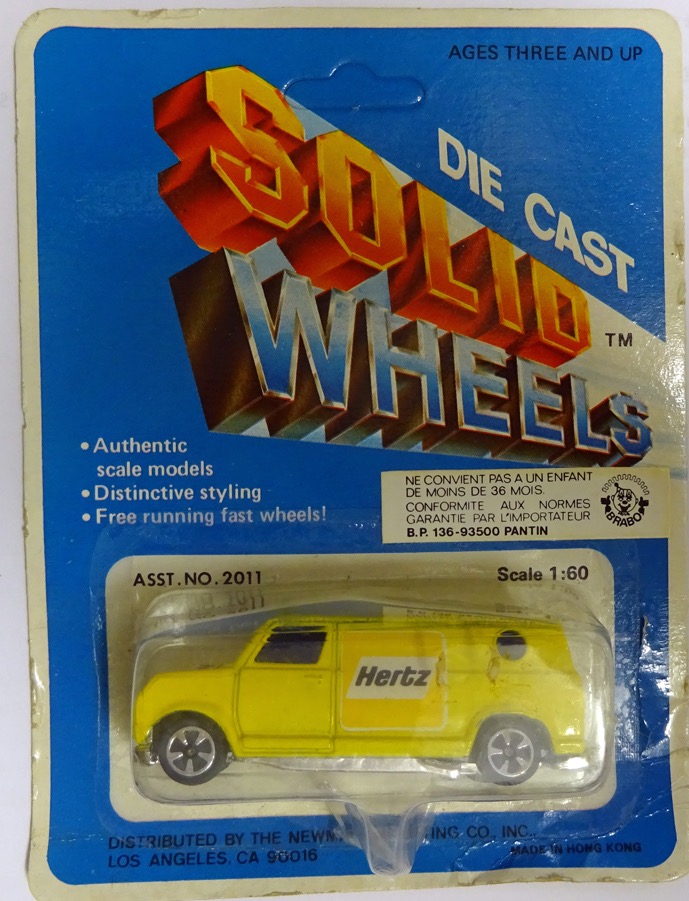 AGES THREE AND UP
DIE CAST
SOLID
WHEELS
TM
• Authentic
scale models
• Distinctive styling
• Free running fast wheels!
NE CONVIENT PAS A UN ENFANT
DE MOINS DE 36 MOIS.
CONFORMITE AUX NORMES
GARANTIE PAR L'IMPORTATEUR
B.P. 136-93500 PANTIN
BRABO
ASST. NO. 2011
Scale 1:60
Hertz
DISTRIBUTED BY THE CO., INC.,
LOS ANGELES, CA 90016
MADE IN HONG KONG